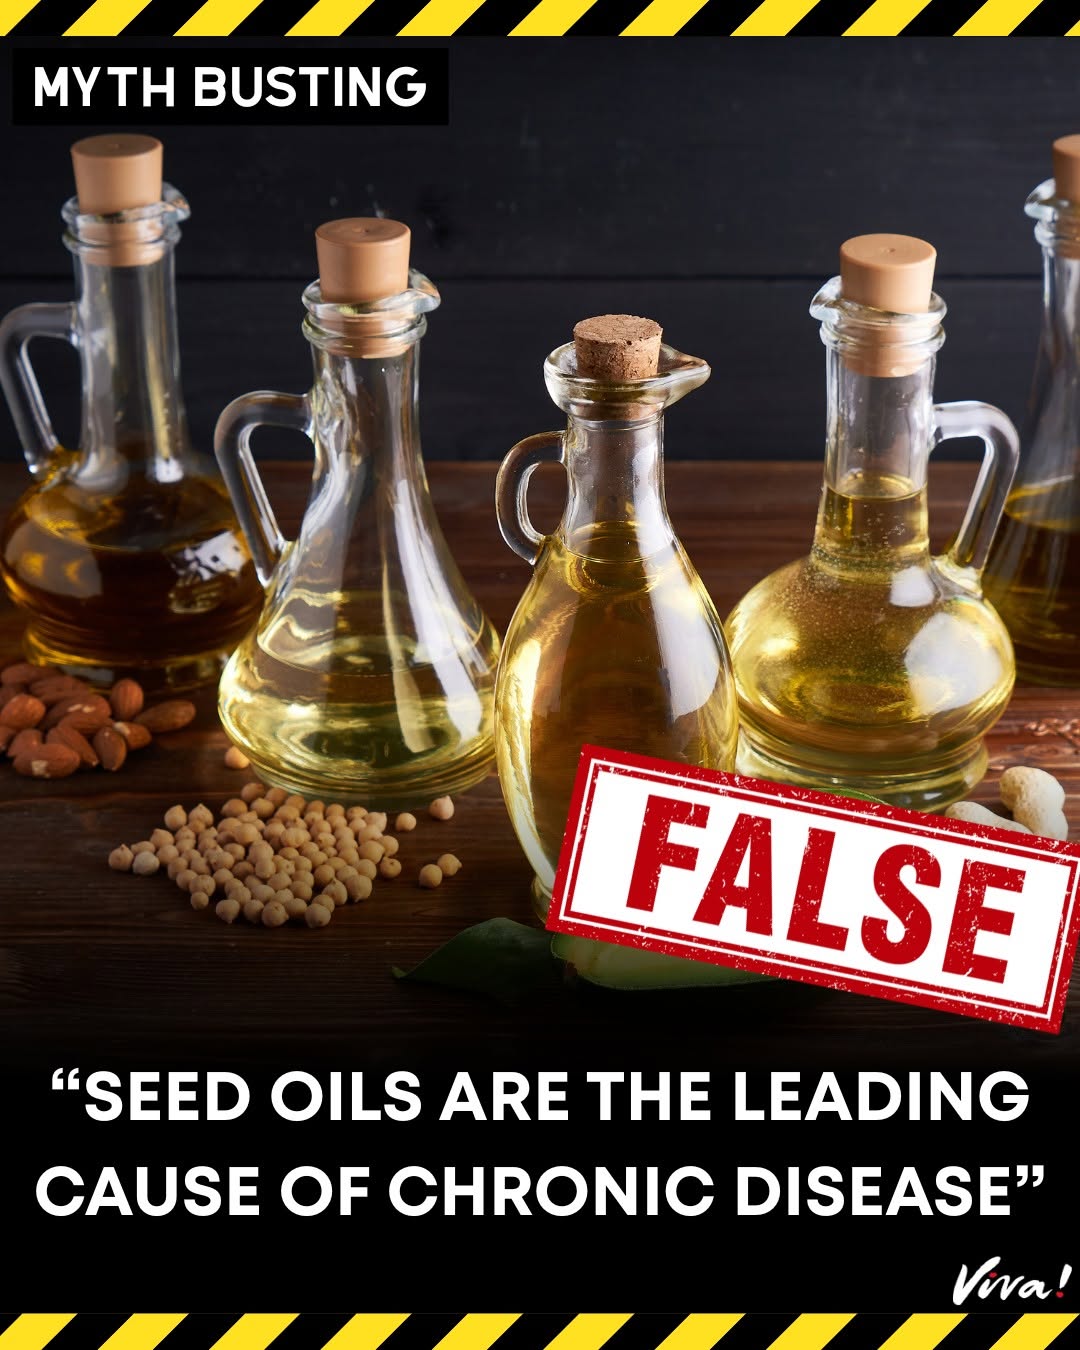 MYTH BUSTING
FALSE
“SEED OILS ARE THE LEADING
CAUSE OF CHRONIC DISEASE”
Viva!